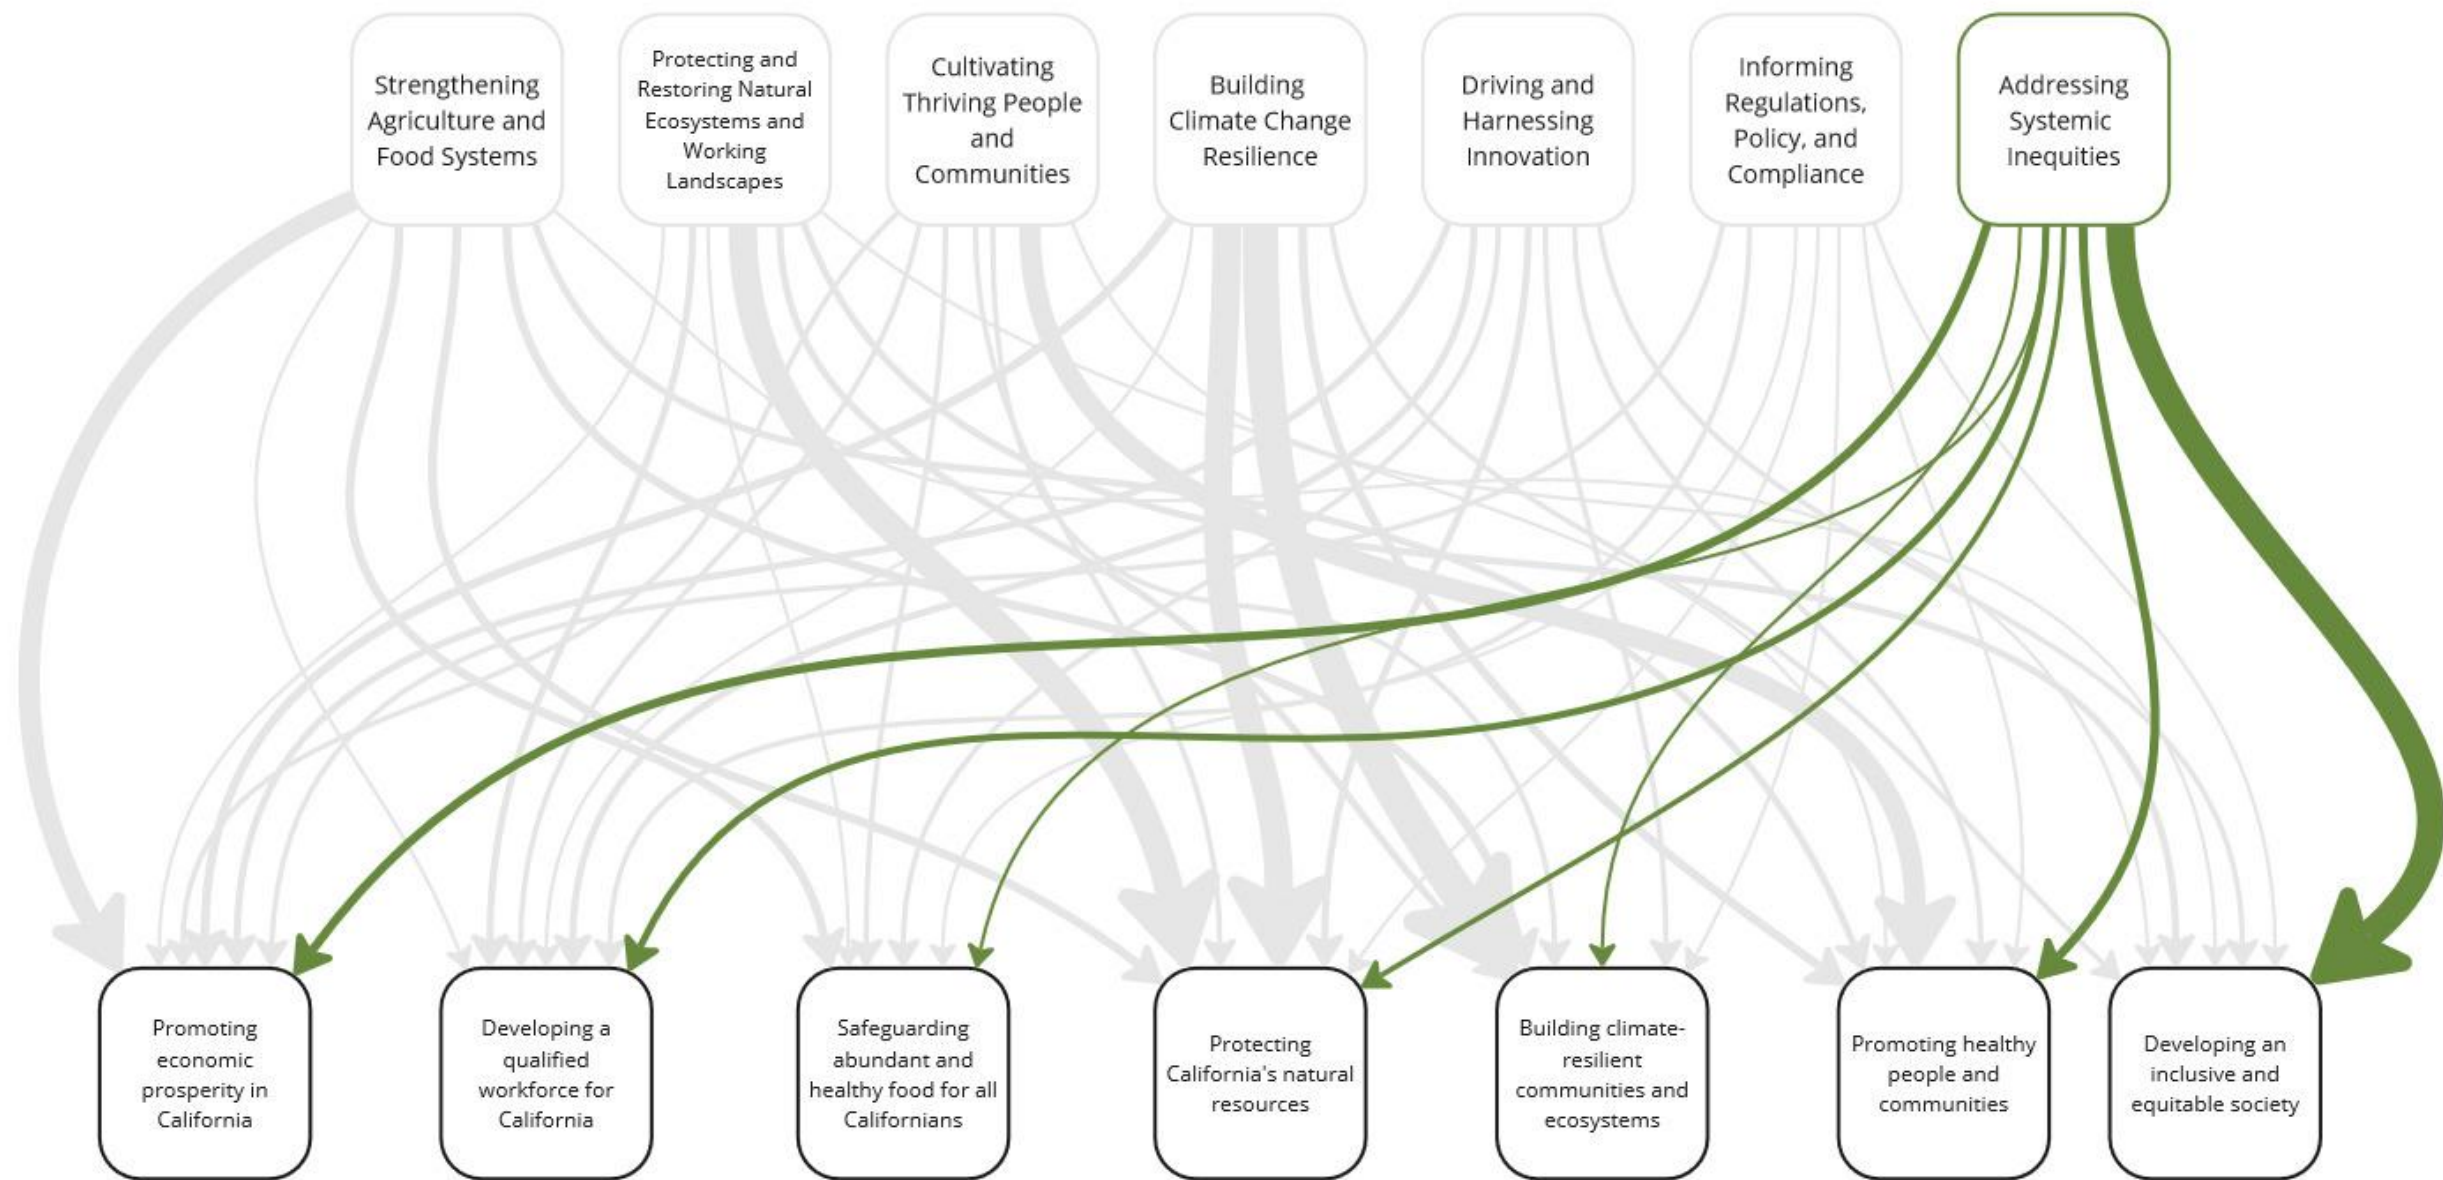 Strengthening
Agriculture and
Food Systems
Protecting and
Restoring Natural
Ecosystems and
Working
Landscapes
Cultivating
Thriving People
and
Communities
Building
Climate Change
Resilience
Driving and
Harnessing
Innovation
Informing
Regulations,
Policy, and
Compliance
Addressing
Systemic
Inequities
Promoting
economic
prosperity in
California
Developing a
qualified
workforce for
California
Safeguarding
abundant and
healthy food for all
Californians
Protecting
California's natural
resources
Building climate-
resilient
communities and
ecosystems
Promoting healthy
people and
communities
Developing an
inclusive and
equitable society